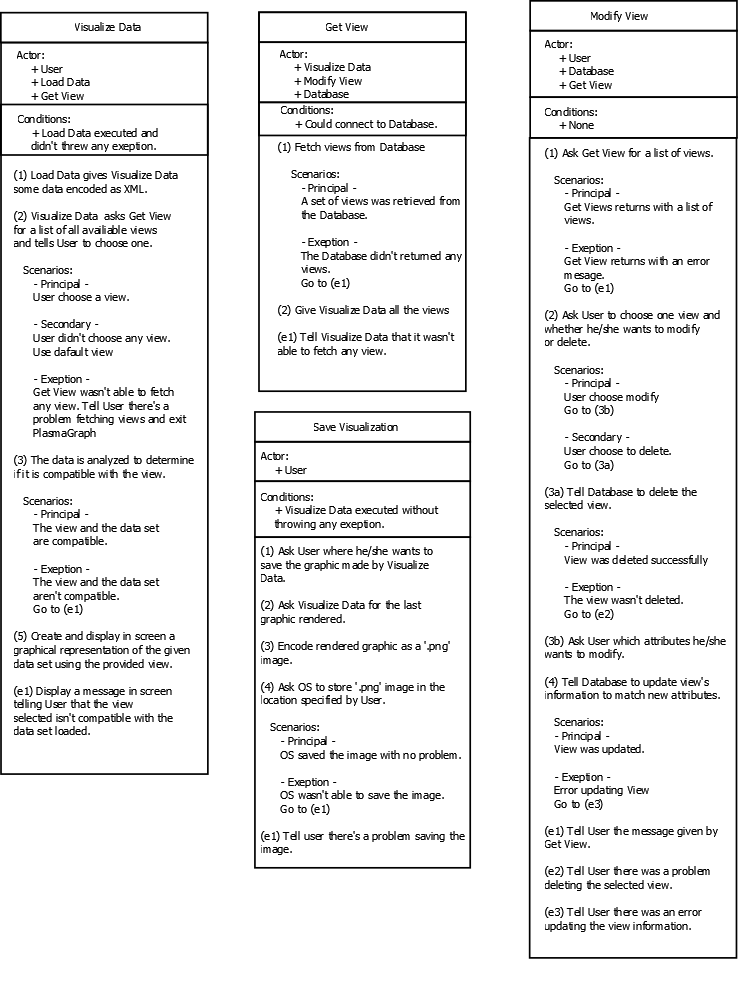 Visualize Data
Actor:
+ User
+ Load Data
+ Get View
Conditions:
+ Load Data executed and
didn't threw any exeption.
(1) Load Data gives Visualize Data
some data encoded as XML.
(2) Visualize Data asks Get View
for a list of all availiable views
and tells User to choose one.
Scenarios:
- Principal -
User choose a view.
- Secondary -
User didn't choose any view.
Use dafault view
- Exeption -
Get View wasn't able to fetch
any view. Tell User there's a
problem fetching views and exit
PlasmaGraph
(3) The data is analyzed to determine
if it is compatible with the view.
Scenarios:
- Principal -
The view and the data set
are compatible.
- Exeption -
The view and the data set
aren't compatible.
Go to (e1)
(5) Create and display in screen a
graphical representation of the given
data set using the provided view.
(e1) Display a message in screen
telling User that the view
selected isn't compatible with the
data set loaded.
Get View
Actor:
+ Visualize Data
+ Modify View
+ Database
Conditions:
+ Could connect to Database.
(1) Fetch views from Database
Scenarios:
- Principal -
A set of views was retrieved from
the Database.
- Exeption -
The Database didn't returned any
views.
Go to (e1)
(2) Give Visualize Data all the views
(e1) Tell Visualize Data that it wasn't
able to fetch any view.
Save Visualization
Actor:
+ User
Conditions:
+ Visualize Data executed without
throwing any exeption.
(1) Ask User where he/she wants to
save the graphic made by Visualize
Data.
(2) Ask Visualize Data for the last
graphic rendered.
(3) Encode rendered graphic as a '.png'
image.
(4) Ask OS to store '.png' image in the
location specified by User.
Scenarios:
- Principal -
OS saved the image with no problem.
- Exeption -
OS wasn't able to save the image.
Go to (e1)
(e1) Tell user there's a problem saving the
image.
Modify View
Actor:
+ User
+ Database
+ Get View
Conditions:
+ None
(1) Ask Get View for a list of views.
Scenarios:
- Principal -
Get Views returns with a list of
views.
- Exeption -
Get View returns with an error
mesage.
Go to (e1)
(2) Ask User to choose one view and
whether he/she wants to modify
or delete.
Scenarios:
- Principal -
User choose modify
Go to (3b)
- Secondary -
User choose to delete.
Go to (3a)
(3a) Tell Database to delete the
selected view.
Scenarios:
- Principal -
View was deleted successfully
- Exeption -
The view wasn't deleted.
Go to (e2)
(3b) Ask User which attributes he/she
wants to modify.
(4) Tell Database to update view's
information to match new attributes.
Scenarios:
- Principal -
View was updated.
- Exeption -
Error updating View
Go to (e3)
(e1) Tell User the message given by
Get View.
(e2) Tell User there was a problem
deleting the selected view.
(e3) Tell User there was an error
updating the view information.